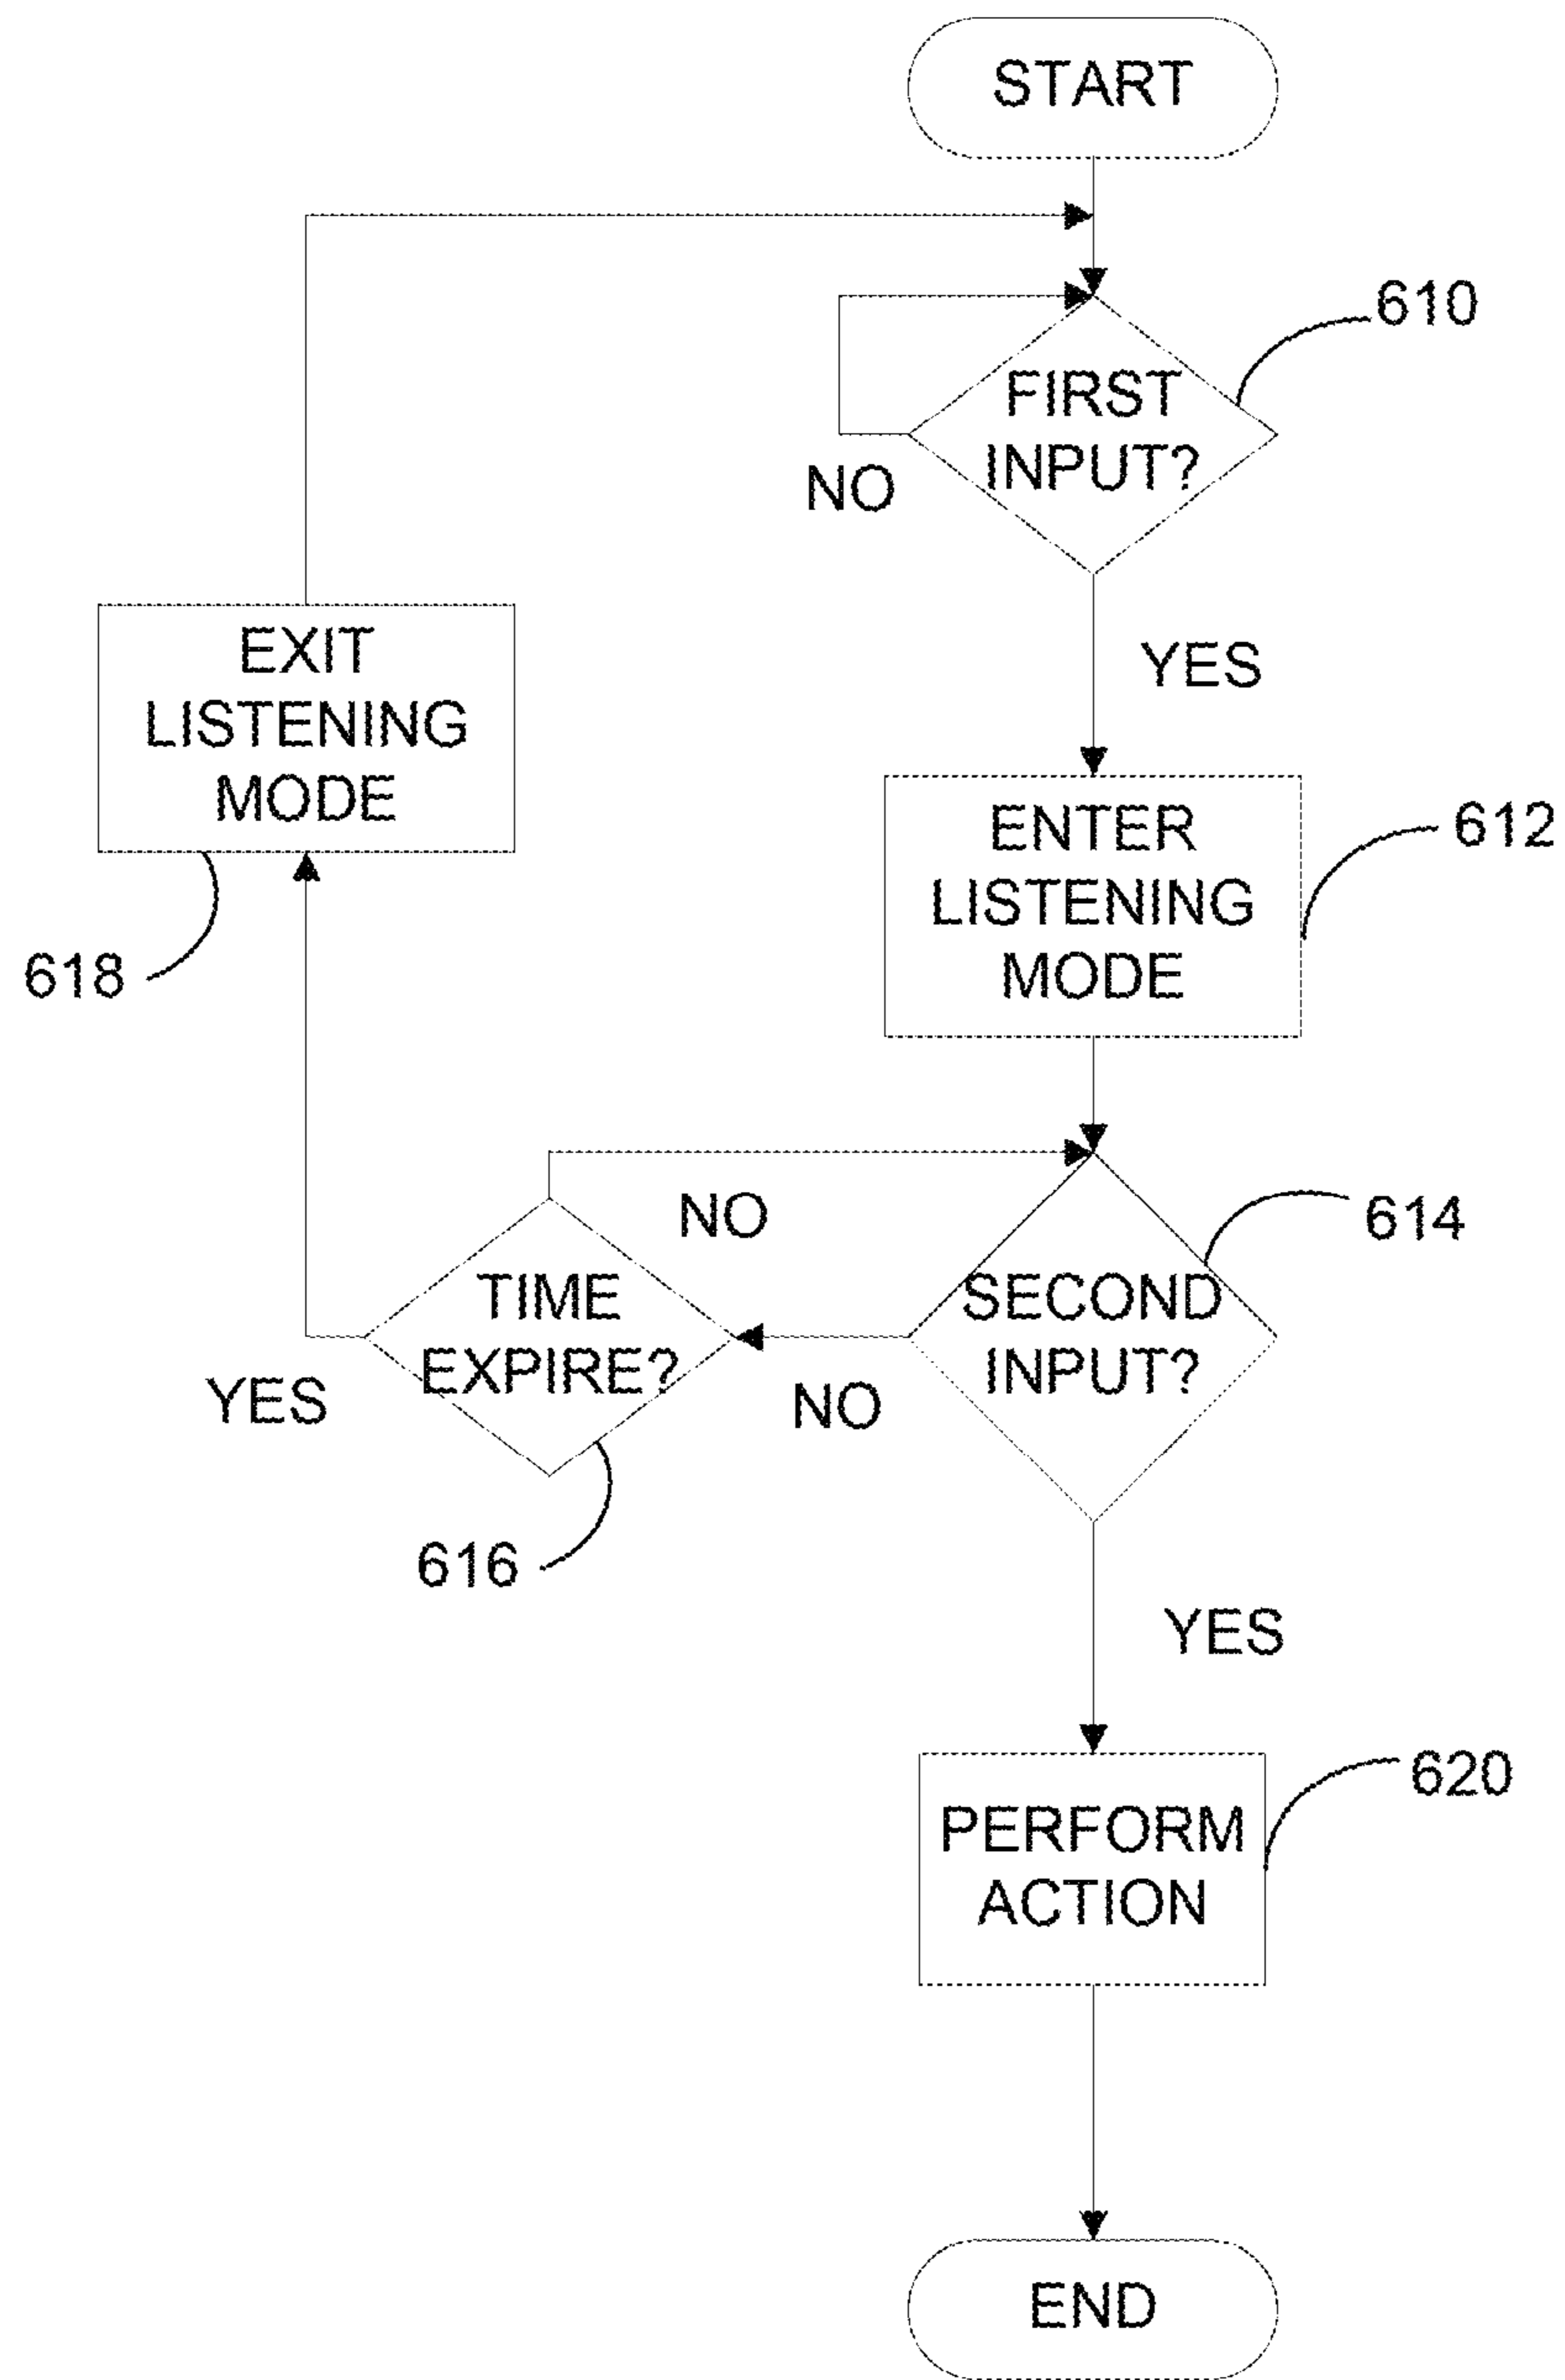 START
610
FIRST
INPUT?
NO
YES
EXIT
LISTENING
MODE
618
ENTER
LISTENING
MODE
612
NO
614
SECOND
INPUT?
TIME
EXPIRE?
YES
NO
616
YES
620
PERFORM
ACTION
END